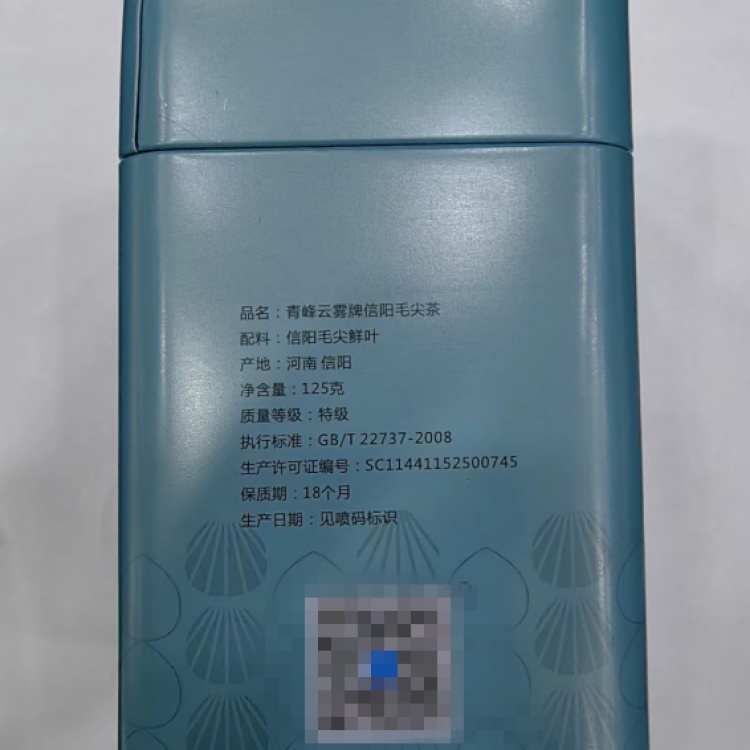 品名：青峰云雾牌信阳毛尖茶
配料：信阳毛尖鲜叶
产地：河南 信阳
净含量：125克
质量等级：特级
执行标准：GB/T 22737-2008
生产许可证编号：SC11441152500745
保质期：18个月
生产日期：见喷码标识